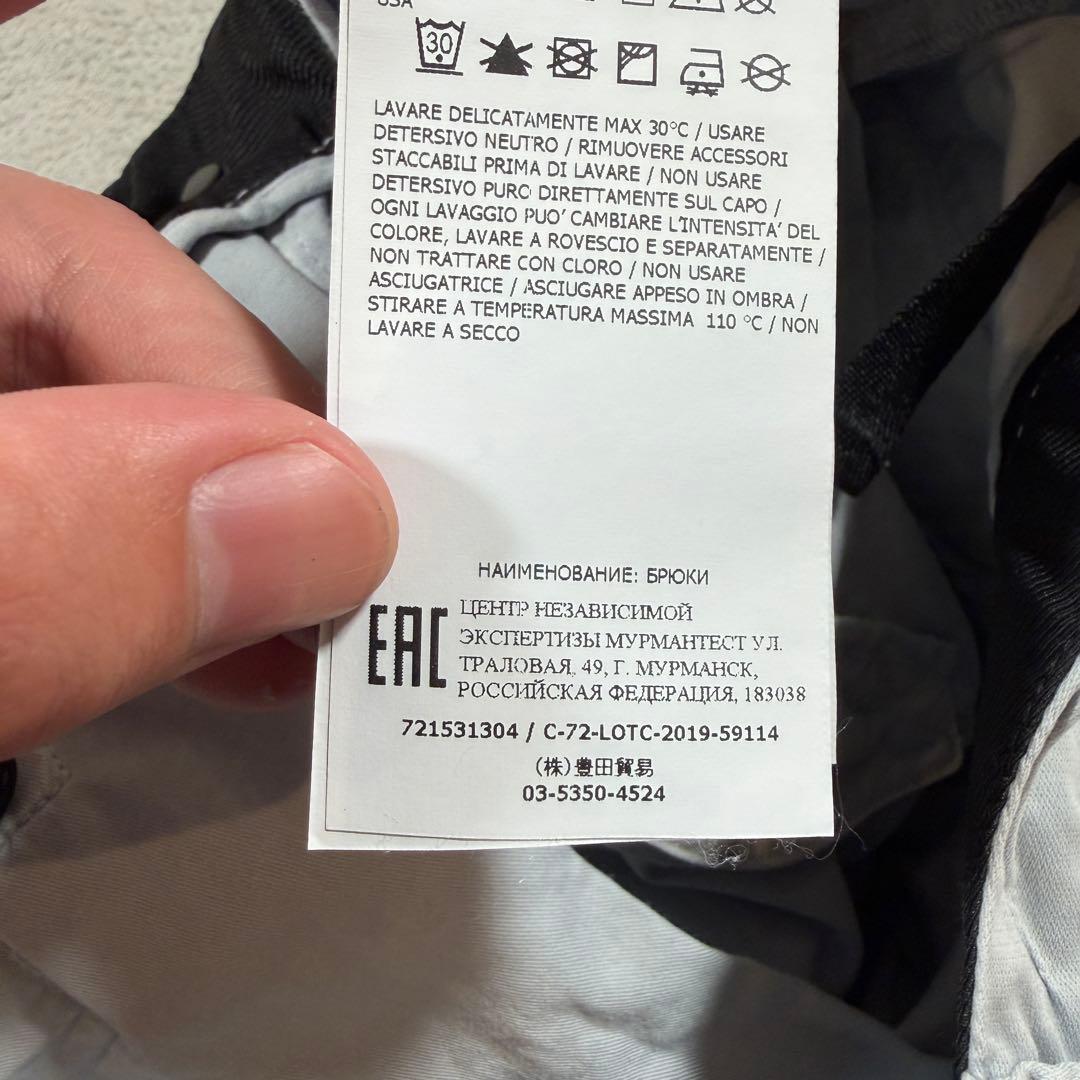 USA
30
LAVARE DELICATAMENTE MAX 30°C / USARE
DETERSIVO NEUTRO / RIMUOVERE ACCESSORI
STACCABILI PRIMA DI LAVARE / NON USARE
DETERSIVO PURO DIRETTAMENTE SUL CAPO /
OGNI LAVAGGIO PUO’ CAMBIARE L’INTENSITA’ DEL
COLORE, LAVARE A ROVESCIO E SEPARATAMENTE /
NON TRATTARE CON CLORO / NON USARE
ASCIUGATRICE / ASCIUGARE APPESO IN OMBRA /
STIRARE A TEMPERATURA MASSIMA 110 °C / NON
LAVARE A SECCO
НАИМЕНОВАНИЕ: БРЮКИ
EAC
ЦЕНТР НЕЗАВИСИМОЙ
ЭКСПЕРТИЗЫ МУРМАНТЕСТ УЛ.
ТРАЛОВАЯ, 49, Г. МУРМАНСК,
РОССИЙСКАЯ ФЕДЕРАЦИЯ, 183038
721531304 / C-72-LOTC-2019-59114
(株)豊田貿易
03-5350-4524